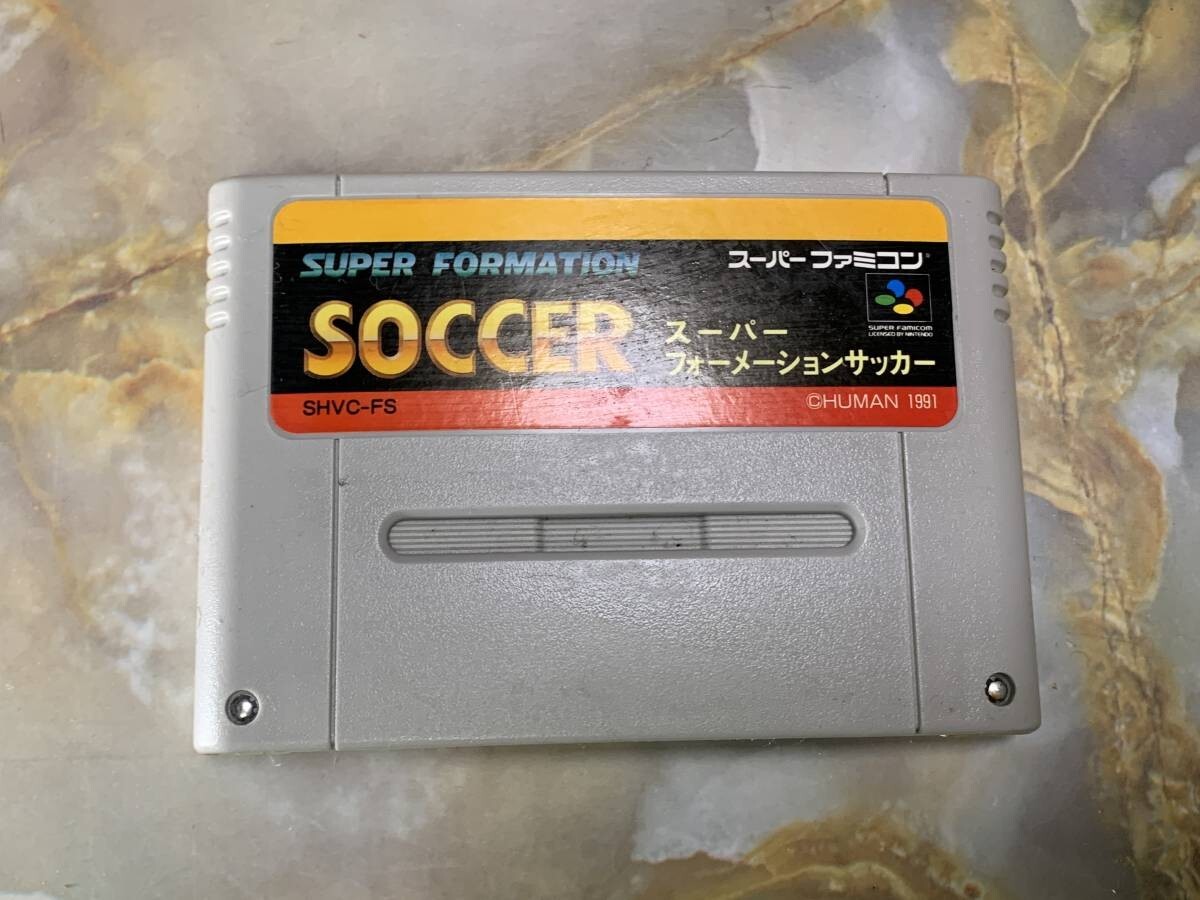 SUPER FORMATION
SOCCER
スーパーファミコン®
SUPER FAMICOM
LICENSED BY NINTENDO
スーパー
フォーメーションサッカー
SHVC-FS
©HUMAN 1991